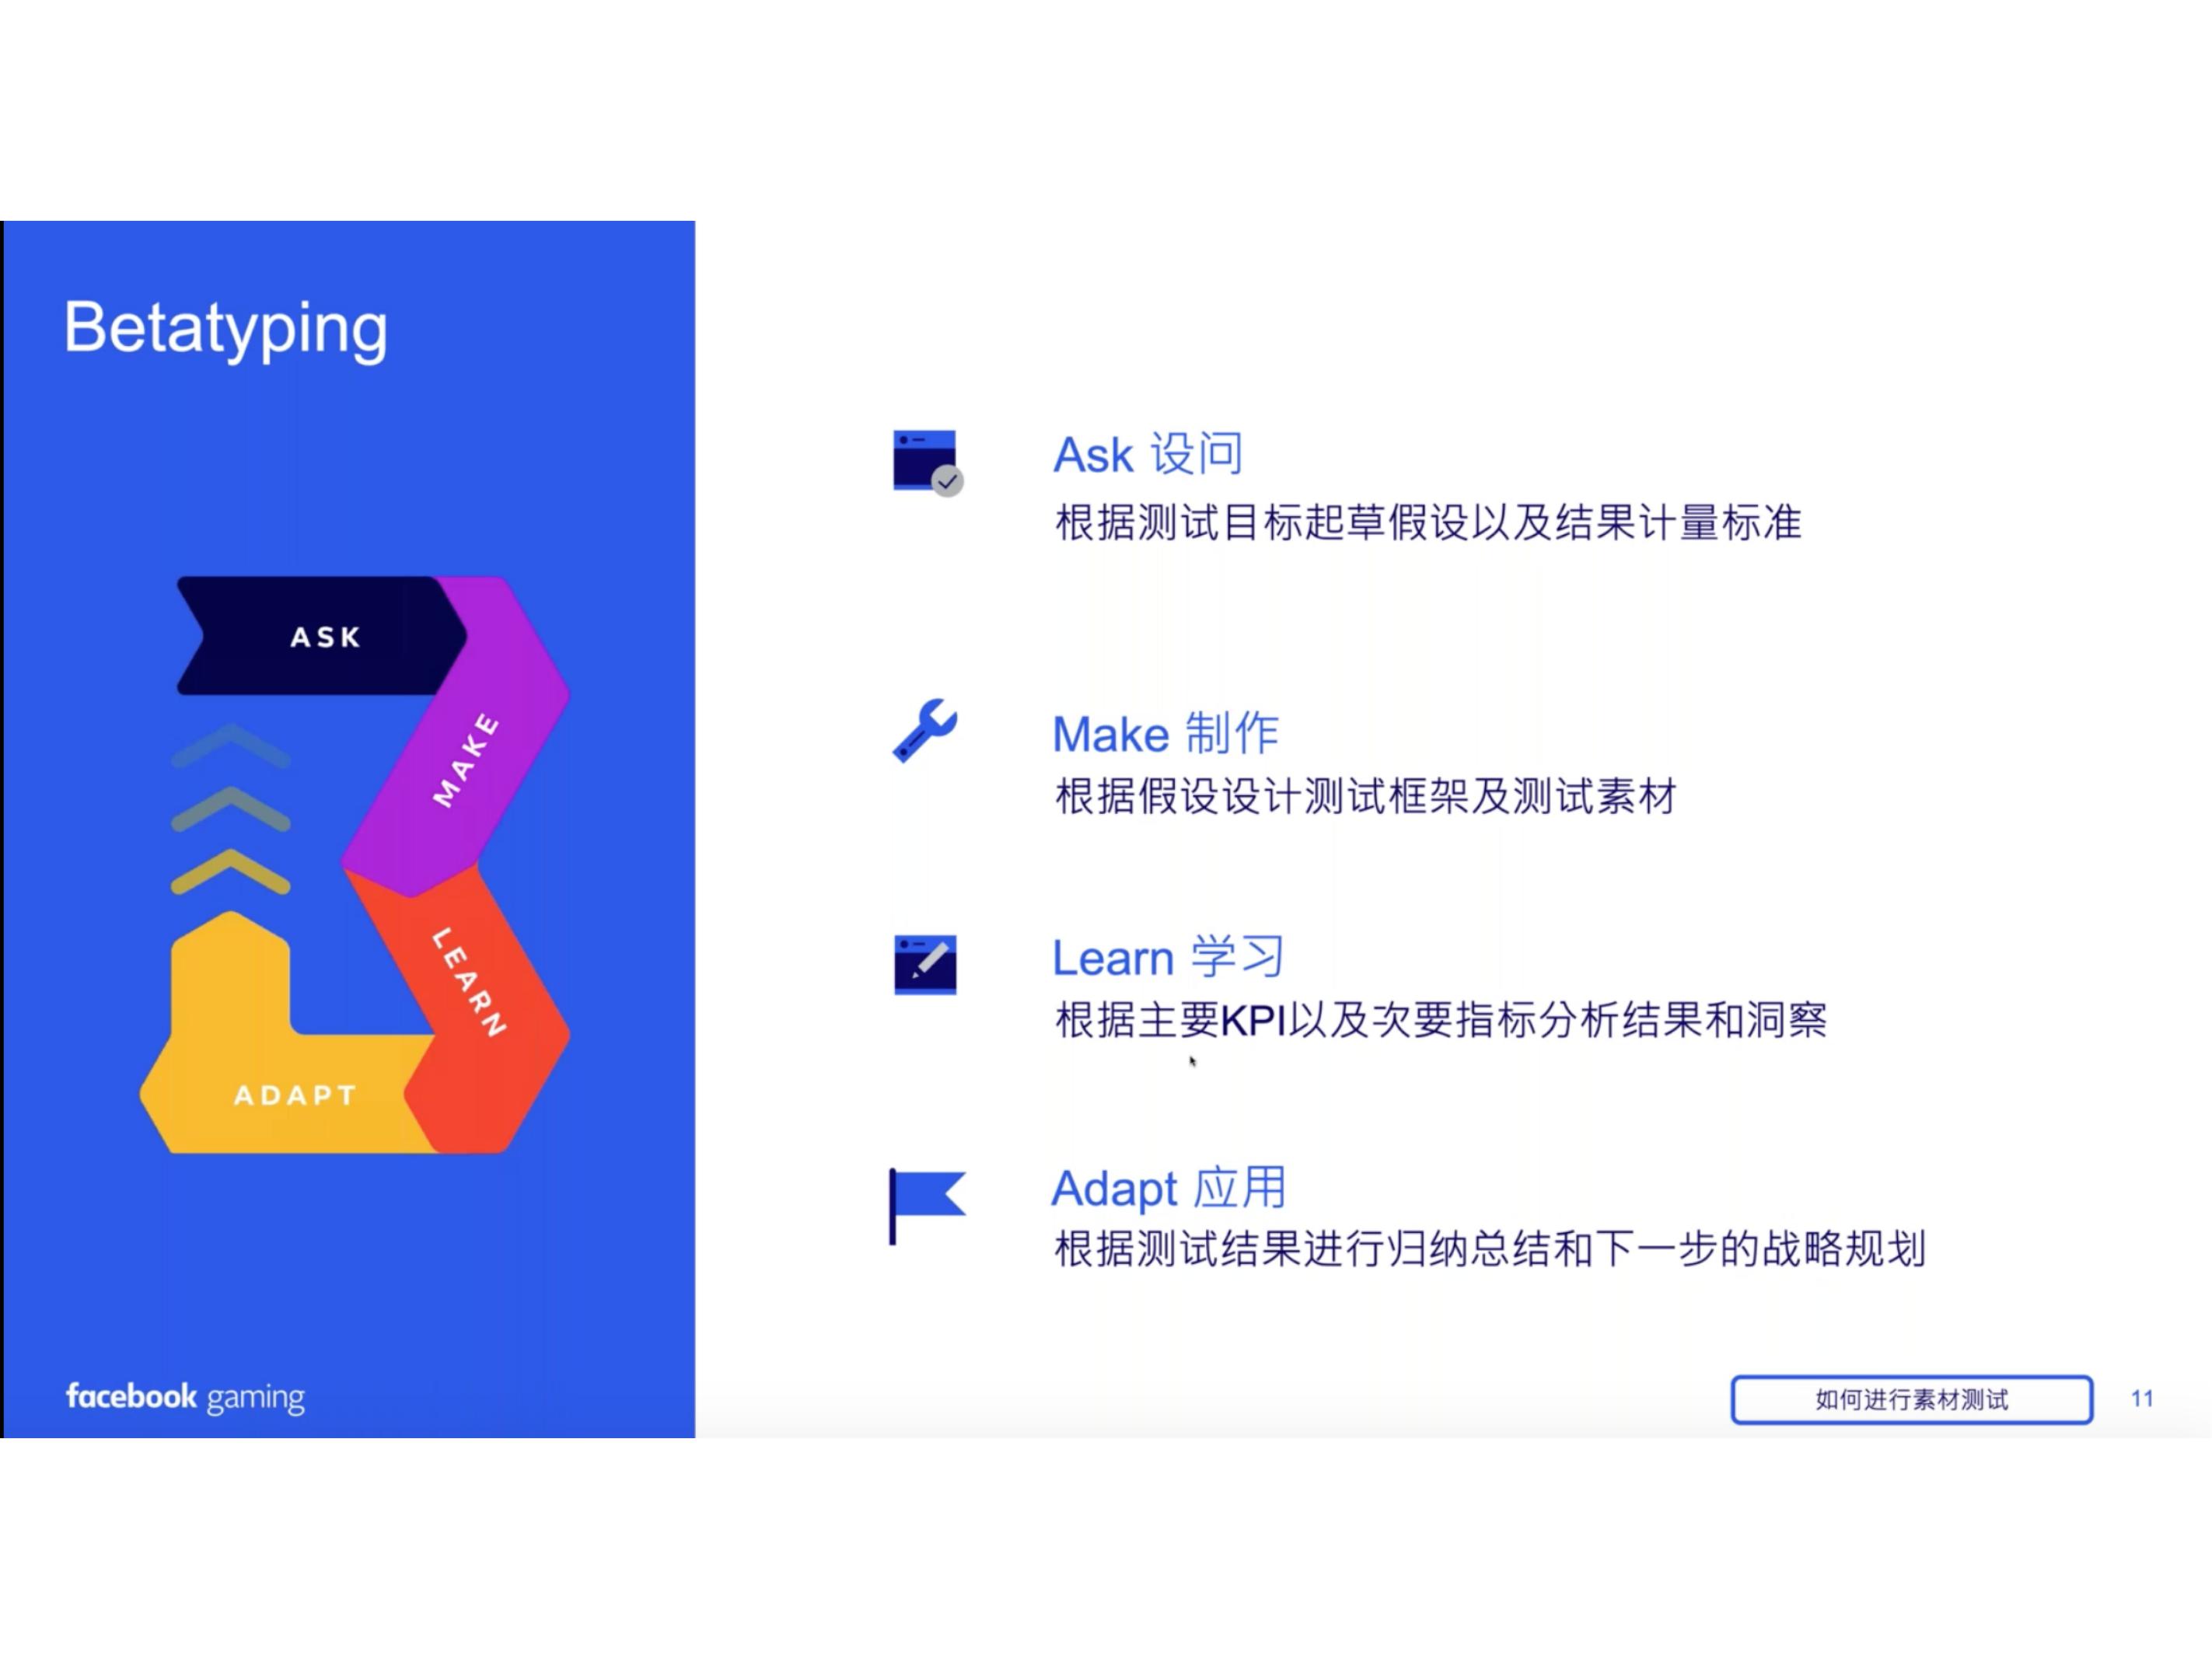 Betatyping
ASK
MAKE
LEARN
ADAPT
facebook gaming
Ask 设问
根据测试目标起草假设以及结果计量标准
Make 制作
根据假设设计测试框架及测试素材
Learn 学习
根据主要KPI以及次要指标分析结果和洞察
Adapt 应用
根据测试结果进行归纳总结和下一步的战略规划
如何进行素材测试
11